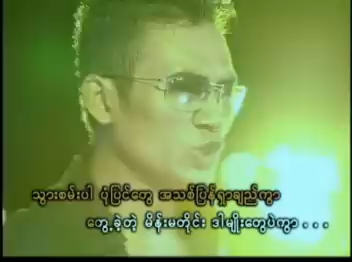 သွားစမ်းပါ ပုံပြင်တွေ အသစ်ပြန်ရှာချည်ကွာ
တွေ့ခဲ့တဲ့ မိန်းမတိုင်း ဒါမျိုးတွေပဲကွာ . . .